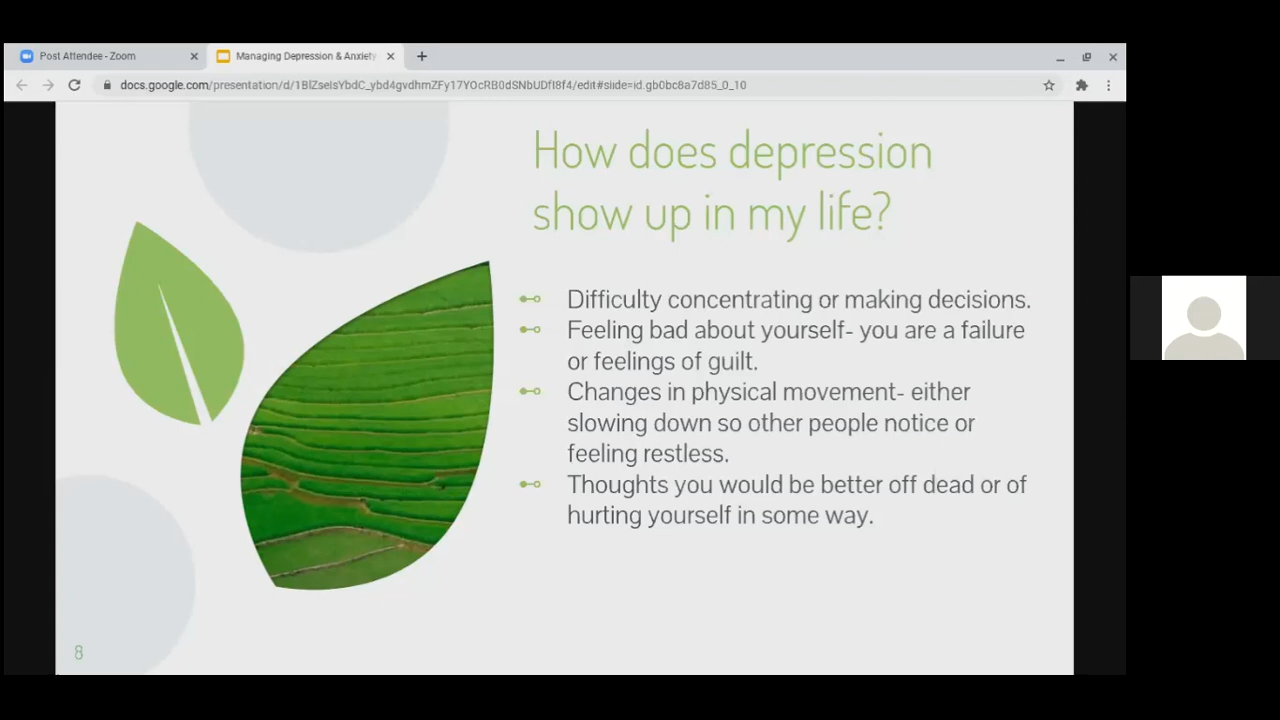 Post Attendee - Zoom
Managing Depression & Anxiety
docs.google.com/presentation/d/1BlZseIsYbdC_ybd4gvdhmZFy17YOcRB0dSNbUDfI8f4/edit#slide=id.gb0bc8a7d85_0_10
How does depression
show up in my life?
Difficulty concentrating or making decisions.
Feeling bad about yourself- you are a failure
or feelings of guilt.
Changes in physical movement- either
slowing down so other people notice or
feeling restless.
Thoughts you would be better off dead or of
hurting yourself in some way.
8